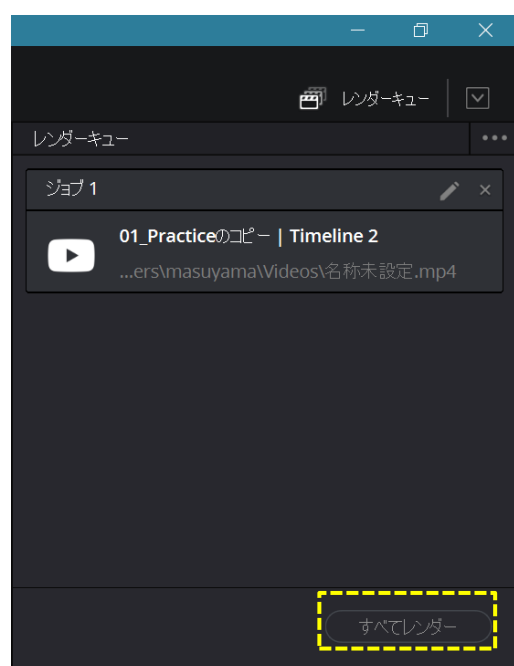 レンダーキュー
レンダーキュー
ジョブ 1
01_Practiceのコピー | Timeline 2
...ers\masuyama\Videos\名称未設定.mp4
すべてレンダー